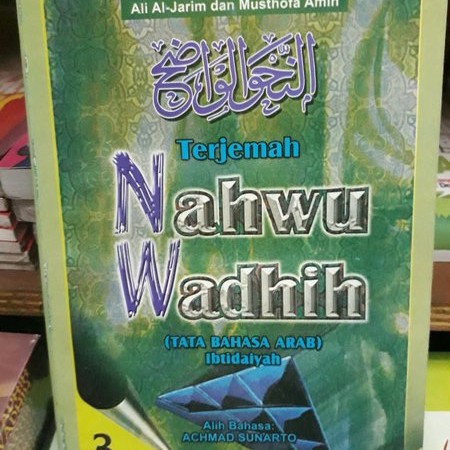 Ali Al-Jarim dan Musthofa Amin
النحو الواضح
Terjemah
Nahwu
Wadhih
(TATA BAHASA ARAB)
Ibtidaiyah
Alih Bahasa:
ACHMAD SUNARTO
3